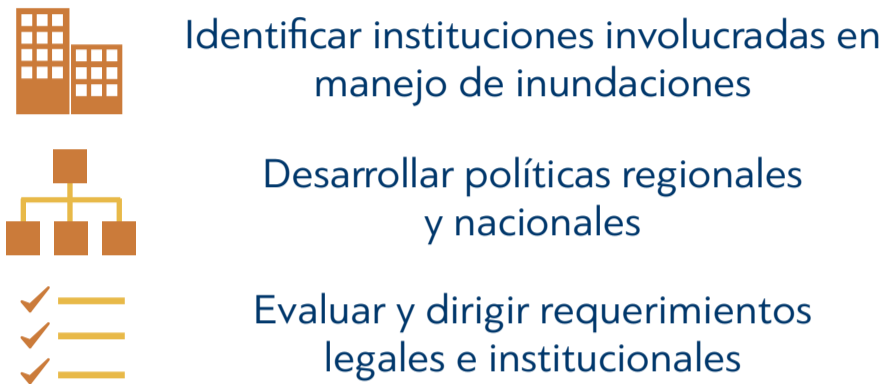 Identificar instituciones involucradas en
manejo de inundaciones
Desarrollar políticas regionales
y nacionales
Evaluar y dirigir requerimientos
legales e institucionales